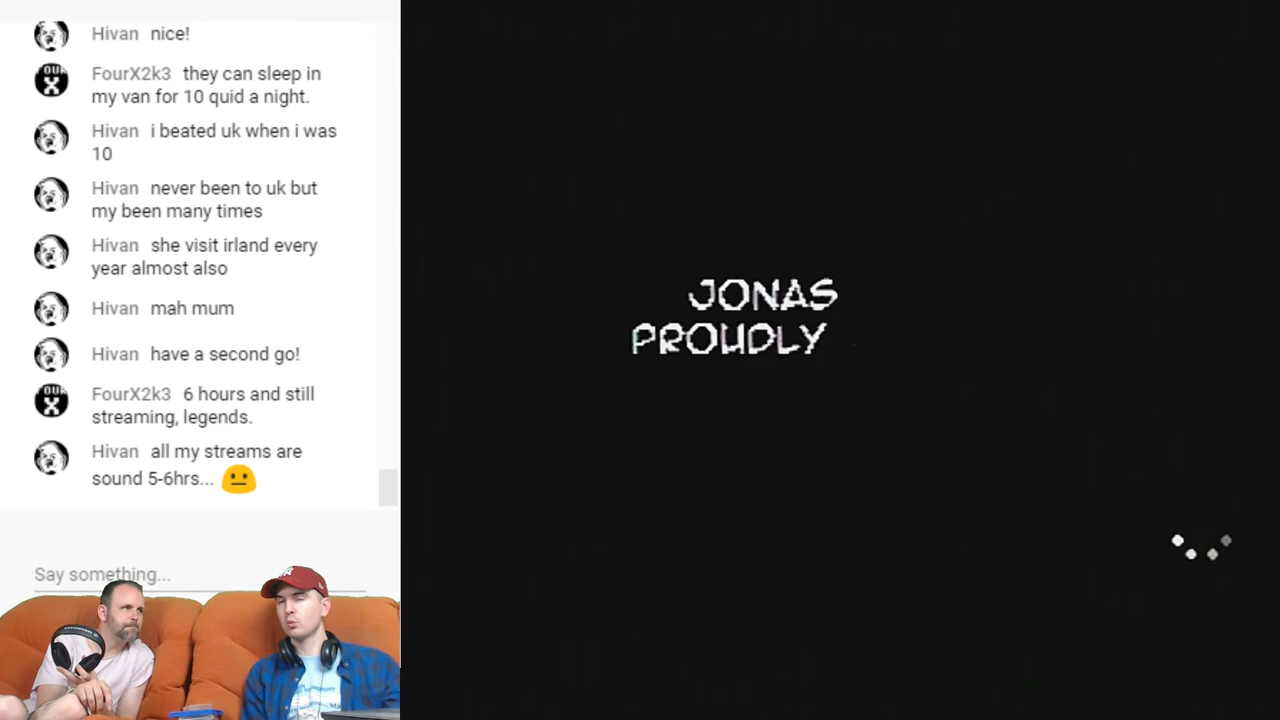 Hivan nice!
FourX2k3 they can sleep in
my van for 10 quid a night.
Hivan i beated uk when i was
10
Hivan never been to uk but
my been many times
Hivan she visit irland every
year almost also
Hivan mah mum
Hivan have a second go!
FourX2k3 6 hours and still
streaming, legends.
Hivan all my streams are
sound 5-6hrs...
Say something...
JONAS
PROUDLY